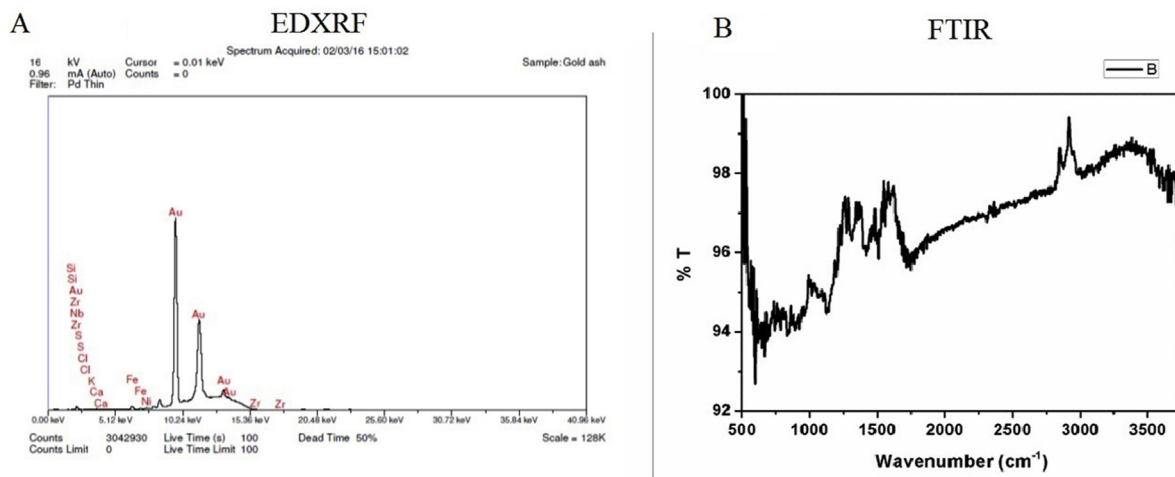 A
EDXRF
Spectrum Acquired: 02/03/16 15:01:02
16 kV Cursor = 0.01 keV Sample: Gold ash
0.96 mA (Auto) Counts = 0
Filter: Pd Thin
Au
Si
Si
Au
Zr
Nb
Zr
S
S
Cl
Cl
K
Ca
Ca
Fe
Fe
Ni
Au
Au
Au
Zr
Zr
0.00 keV 5.12 keV 10.24 keV 15.36 keV 20.48 keV 25.60 keV 30.72 keV 35.84 keV 40.96 keV
Counts 3042930 Live Time (s) 100 Dead Time 50% Scale = 128K
Counts Limit 0 Live Time Limit 100
B
FTIR
B
100
98
96
94
92
% T
500 1000 1500 2000 2500 3000 3500
Wavenumber (cm⁻¹)